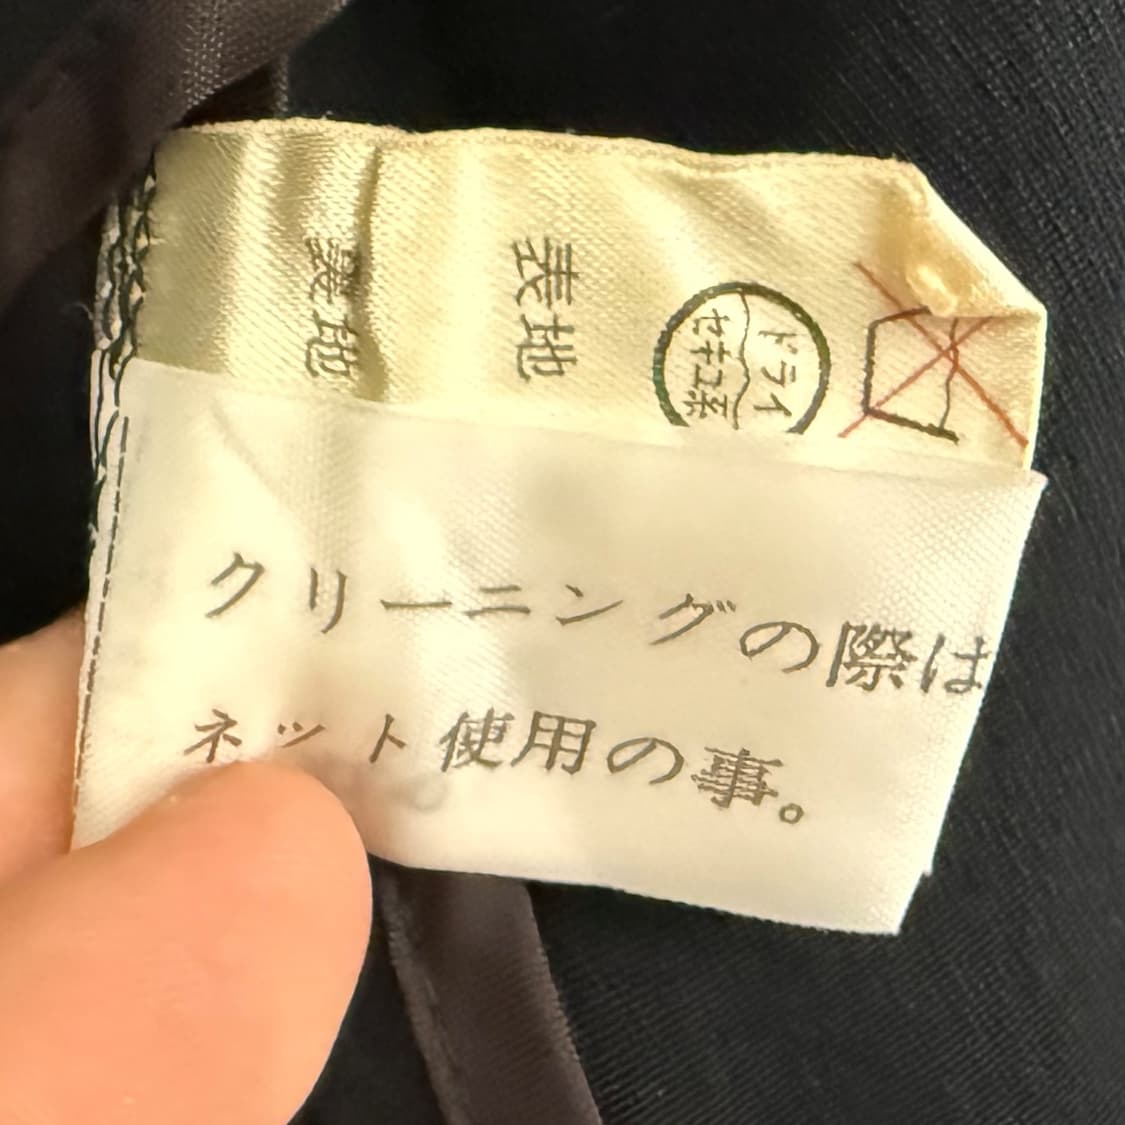 表地
裏地
ドライ
セキユ系
クリーニングの際は
ネット使用の事。